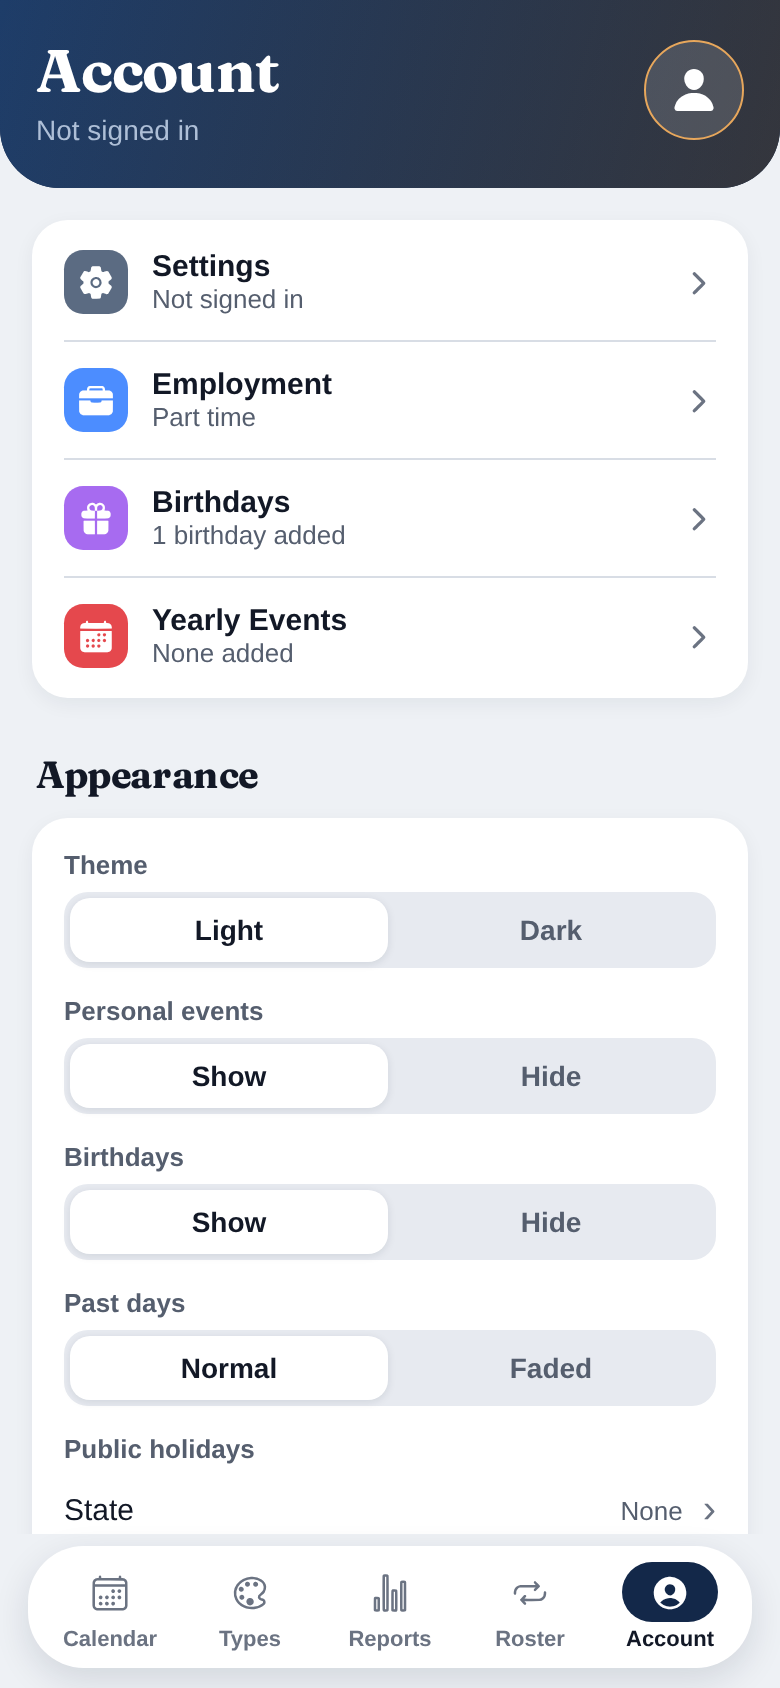 Account
Not signed in
Settings
Not signed in
Employment
Part time
Birthdays
1 birthday added
Yearly Events
None added
Appearance
Theme
Light Dark
Personal events
Show Hide
Birthdays
Show Hide
Past days
Normal Faded
Public holidays
State None
Calendar Types Reports Roster Account